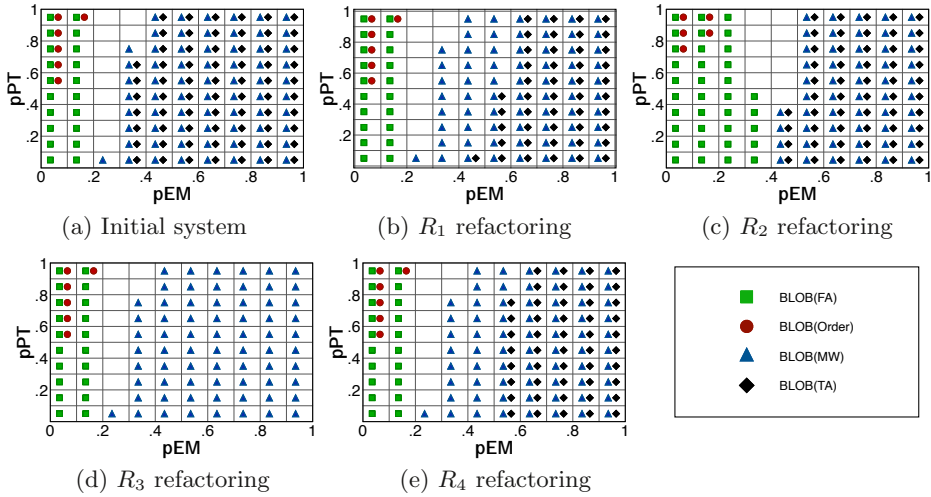 1
.8
.6
.4
.2
pPT
0 .2 .4 .6 .8 1
pEM
(a) Initial system
1
.8
.6
.4
.2
pPT
0 .2 .4 .6 .8 1
pEM
(b) R1 refactoring
1
.8
.6
.4
.2
pPT
0 .2 .4 .6 .8 1
pEM
(c) R2 refactoring
1
.8
.6
.4
.2
pPT
0 .2 .4 .6 .8 1
pEM
(d) R3 refactoring
1
.8
.6
.4
.2
pPT
0 .2 .4 .6 .8 1
pEM
(e) R4 refactoring
BLOB(FA)
BLOB(Order)
BLOB(MW)
BLOB(TA)